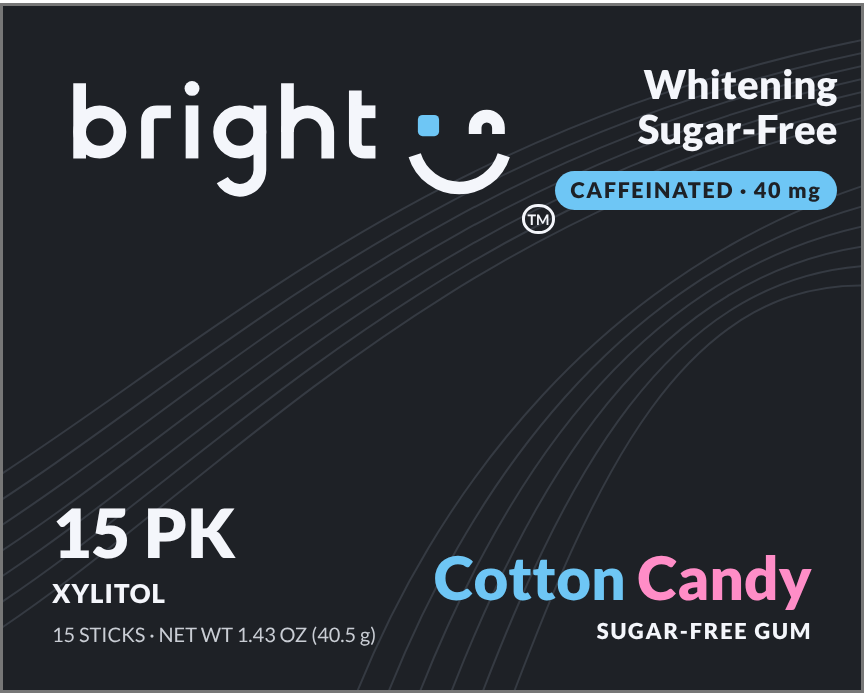 bright
TM
Whitening
Sugar-Free
CAFFEINATED · 40 mg
15 PK
XYLITOL
15 STICKS · NET WT 1.43 OZ (40.5 g)
Cotton Candy
SUGAR-FREE GUM